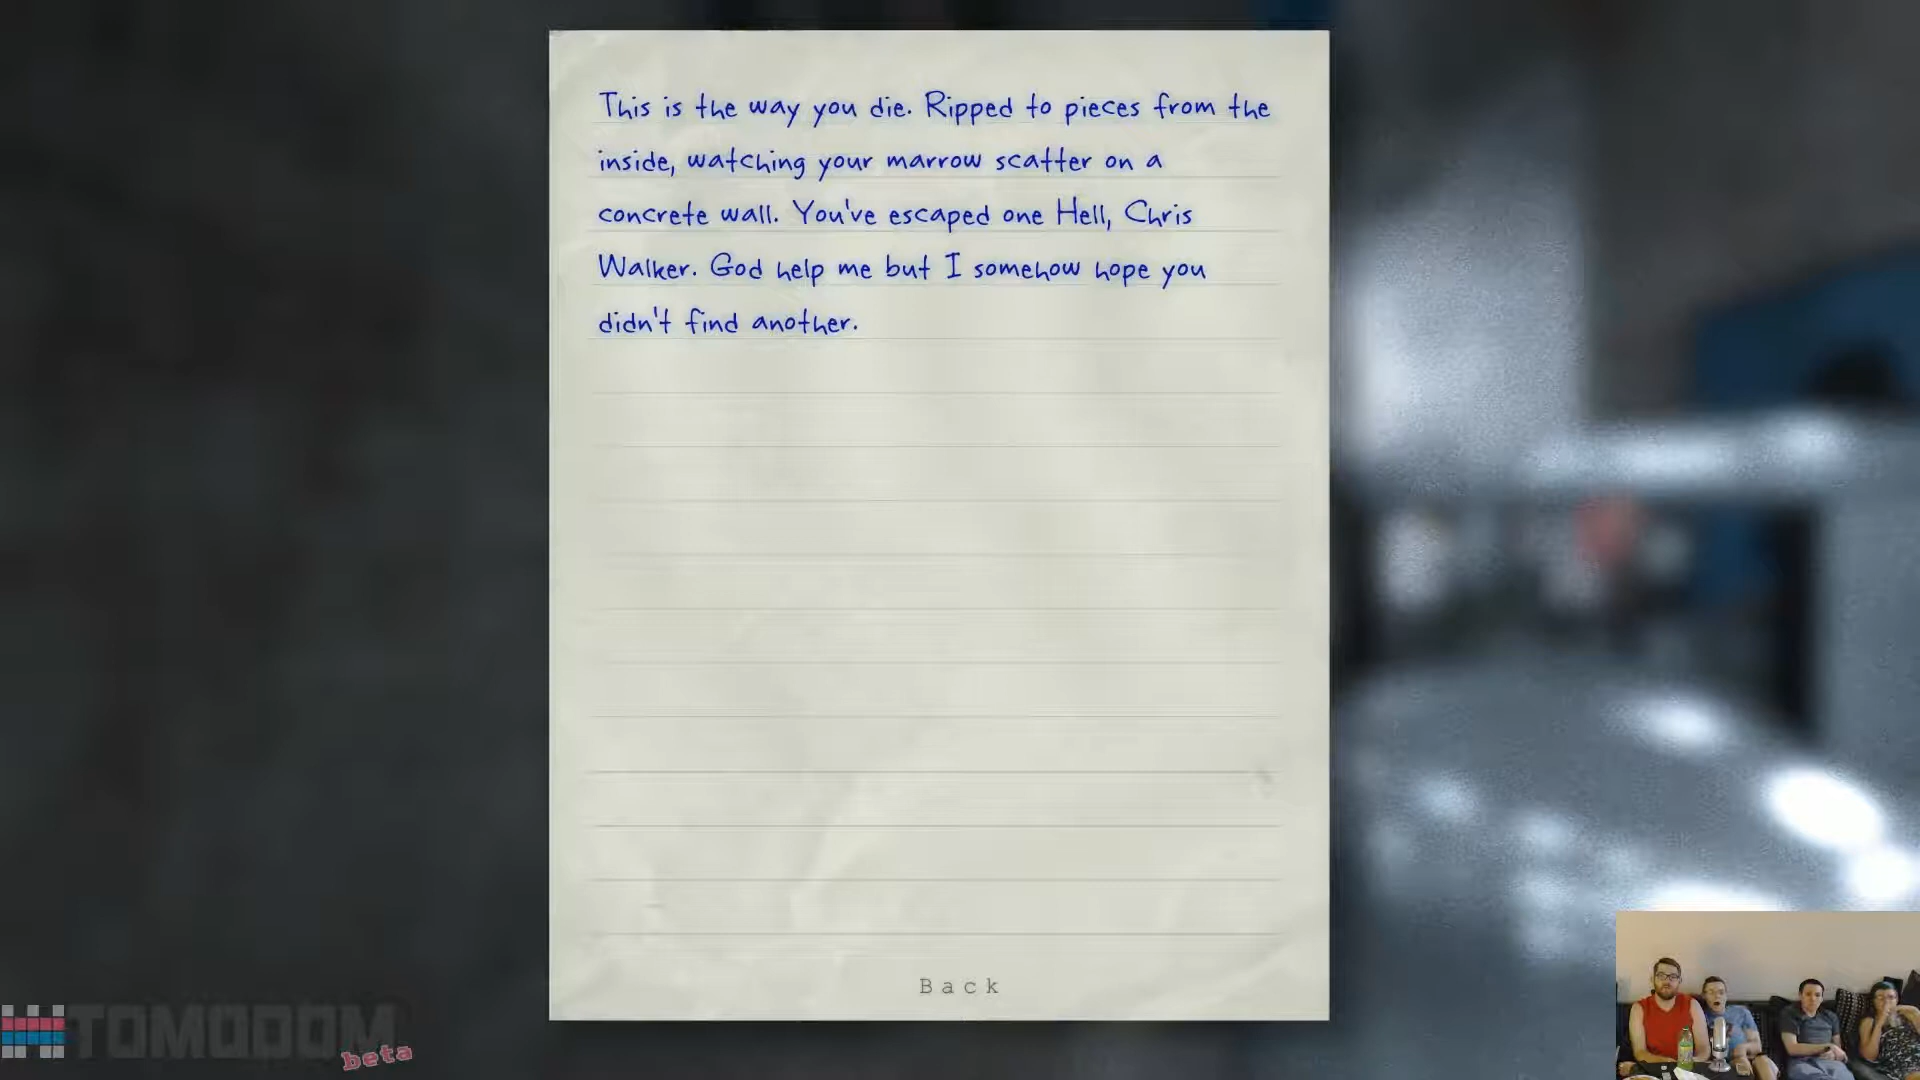 This is the way you die. Ripped to pieces from the
inside, watching your marrow scatter on a
concrete wall. You've escaped one Hell, Chris
Walker. God help me but I somehow hope you
didn't find another.
Back
TOMODOM
beta